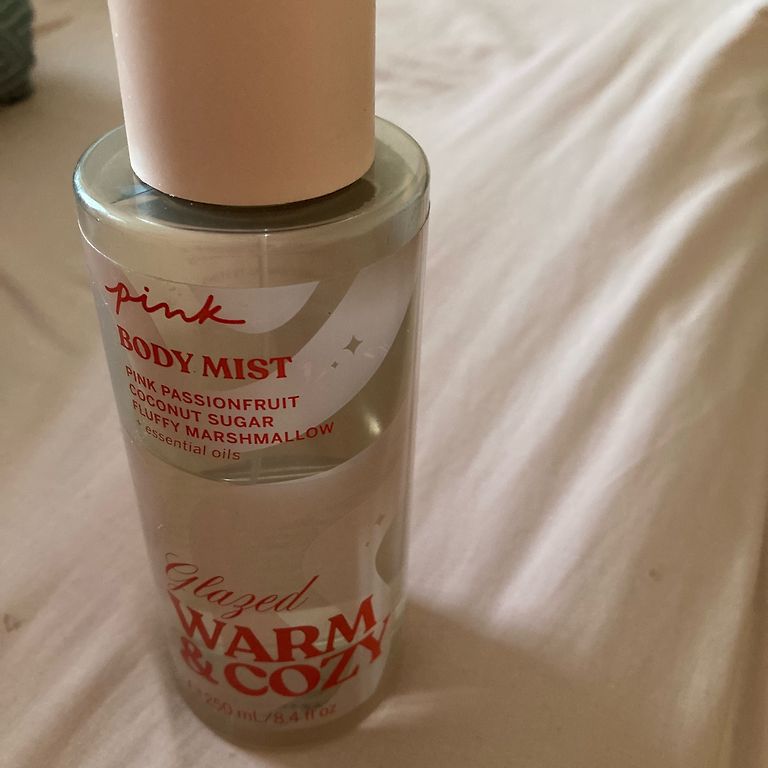 pink
BODY MIST
PINK PASSIONFRUIT
COCONUT SUGAR
FLUFFY MARSHMALLOW
+ essential oils
Glazed
WARM
& COZY
250 mL/8.4 fl oz